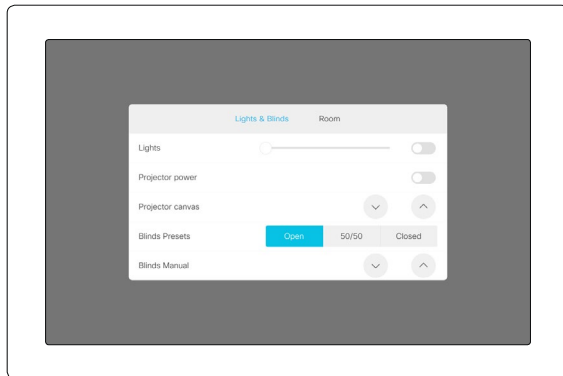 Lights & Blinds Room
Lights
Projector power
Projector canvas
Blinds Presets Open 50/50 Closed
Blinds Manual